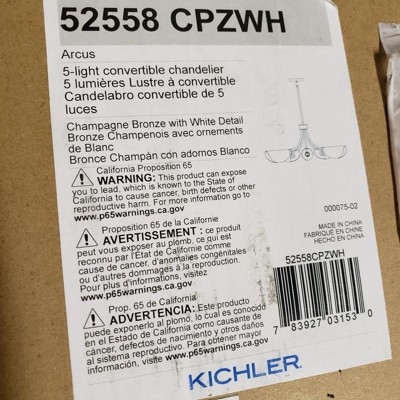 52558 CPZWH
Arcus
5-light convertible chandelier
5 lumières Lustre à convertible
Candelabro convertible de 5
luces
Champagne Bronze with White Detail
Bronze Champenois avec ornements
de Blanc
Bronce Champán con adornos Blanco
California Proposition 65
WARNING: This product can expose
you to lead, which is known to the State of
California to cause cancer, birth defects or other
reproductive harm. For more information go to
www.p65warnings.ca.gov
Proposition 65 de la Californie
AVERTISSEMENT : ce produit
peut vous exposer au plomb, ce qui est
reconnu par l'État de Californie comme
cause de cancer, d'anomalies congénitales
ou d'autres dommages à la reproduction.
Pour plus d'informations, visitez
www.p65warnings.ca.gov
Prop. 65 de California
ADVERTENCIA: Este producto
puede exponerlo al plomo, lo cual es conocido
por el Estado de California como causante de
cáncer, defectos de nacimiento y otros daños
al sistema reproductivo. Para obtener mayor
información, visite www.p65warnings.ca.gov
000075-02
MADE IN CHINA
FABRIQUÉ EN CHINE
HECHO EN CHINA
52558CPZWH
7 83927 03153 0
KICHLER